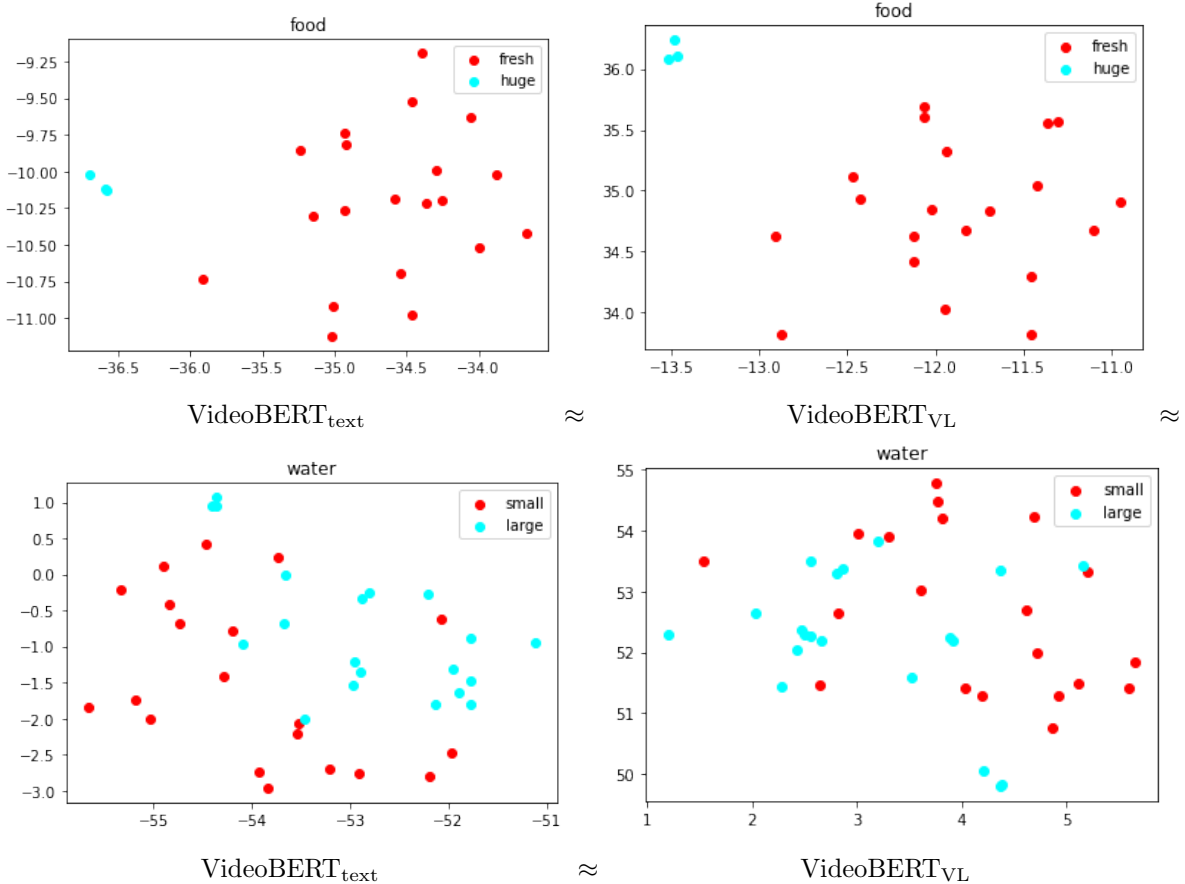 food
fresh
huge
−9.25
−9.50
−9.75
−10.00
−10.25
−10.50
−10.75
−11.00
−36.5 −36.0 −35.5 −35.0 −34.5 −34.0
food
fresh
huge
36.0
35.5
35.0
34.5
34.0
−13.5 −13.0 −12.5 −12.0 −11.5 −11.0
VideoBERTtext ≈ VideoBERTVL ≈
water
small
large
1.0
0.5
0.0
−0.5
−1.0
−1.5
−2.0
−2.5
−3.0
−55 −54 −53 −52 −51
water
small
large
55
54
53
52
51
50
1 2 3 4 5
VideoBERTtext ≈ VideoBERTVL